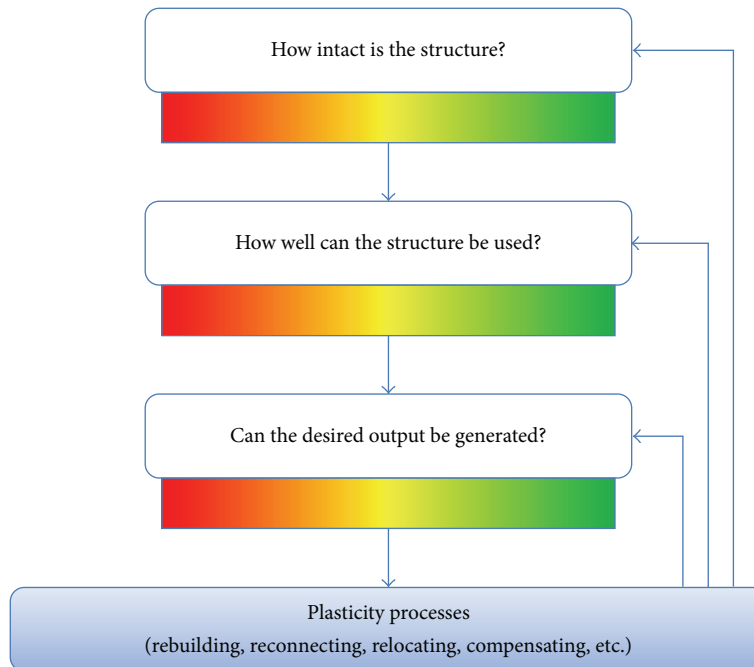 How intact is the structure?
How well can the structure be used?
Can the desired output be generated?
Plasticity processes
(rebuilding, reconnecting, relocating, compensating, etc.)